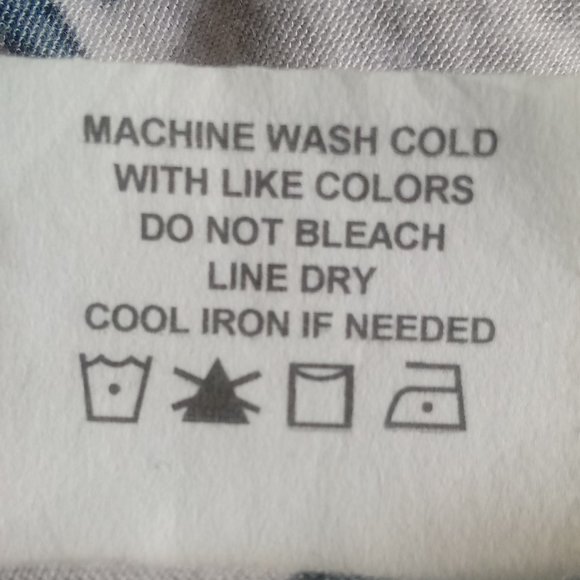 MACHINE WASH COLD
WITH LIKE COLORS
DO NOT BLEACH
LINE DRY
COOL IRON IF NEEDED